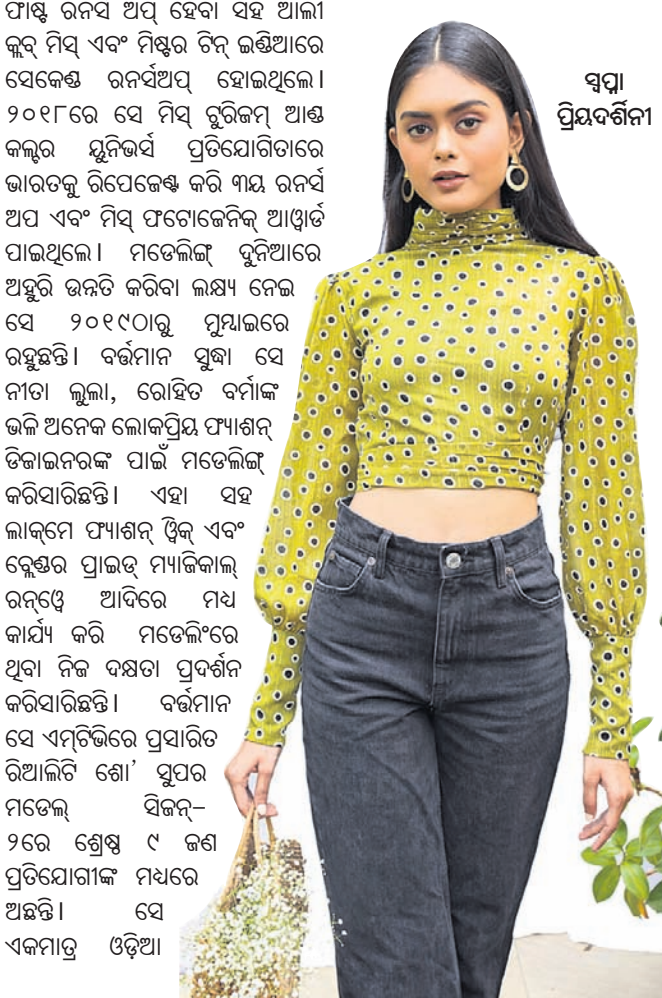 ଫାଷ୍ଟ ରନର୍ସ ଅପ୍ ହେବା ସହ ଆଲୀ
କ୍ଲବ୍ ମିସ୍ ଏବଂ ମିଷ୍ଟର ଟିନ୍ ଇଣ୍ଡିଆରେ
ସେକେଣ୍ଡ ରନର୍ସଅପ୍ ହୋଇଥିଲେ।
୨୦୧୮ରେ ସେ ମିସ୍ ଟୁରିଜମ୍ ଆଣ୍ଡ
କଲ୍ଚର ୟୁନିଭର୍ସ ପ୍ରତିଯୋଗିତାରେ
ଭାରତକୁ ରିପେଜେଣ୍ଟ କରି ୩ୟ ରନର୍ସ
ଅପ ଏବଂ ମିସ୍ ଫଟୋଜେନିକ୍ ଆୱାର୍ଡ
ପାଇଥିଲେ। ମଡେଲିଙ୍ଗ୍ ଦୁନିଆରେ
ଅହୁରି ଉନ୍ନତି କରିବା ଲକ୍ଷ୍ୟ ନେଇ
ସେ ୨୦୧୯ଠାରୁ ମୁମ୍ବାଇରେ
ରହୁଛନ୍ତି। ବର୍ତ୍ତମାନ ସୁଦ୍ଧା ସେ
ନୀତା ଲୁଲା, ରୋହିତ ବର୍ମାଙ୍କ
ଭଳି ଅନେକ ଲୋକପ୍ରିୟ ଫ୍ୟାଶନ୍
ଡିଜାଇନରଙ୍କ ପାଇଁ ମଡେଲିଙ୍ଗ୍
କରିସାରିଛନ୍ତି। ଏହା ସହ
ଲାକ୍‌ମେ ଫ୍ୟାଶନ୍ ୱିକ୍ ଏବଂ
ବ୍ଲେଣ୍ଡର ପ୍ରାଇଡ୍ ମ୍ୟାଜିକାଲ୍
ରନ୍‌ୱେ ଆଦିରେ ମଧ୍ୟ
କାର୍ଯ୍ୟ କରି ମଡେଲିଂରେ
ଥିବା ନିଜ ଦକ୍ଷତା ପ୍ରଦର୍ଶନ
କରିସାରିଛନ୍ତି। ବର୍ତ୍ତମାନ
ସେ ଏମ୍‌ଟିଭିରେ ପ୍ରସାରିତ
ରିଆଲିଟି ଶୋ' ସୁପର
ମଡେଲ୍ ସିଜନ୍–
୨ରେ ଶ୍ରେଷ୍ଠ ୯ ଜଣ
ପ୍ରତିଯୋଗୀଙ୍କ ମଧ୍ୟରେ
ଅଛନ୍ତି। ସେ
ଏକମାତ୍ର ଓଡ଼ିଆ
ସ୍ୱପ୍ନା
ପ୍ରିୟଦର୍ଶିନୀ